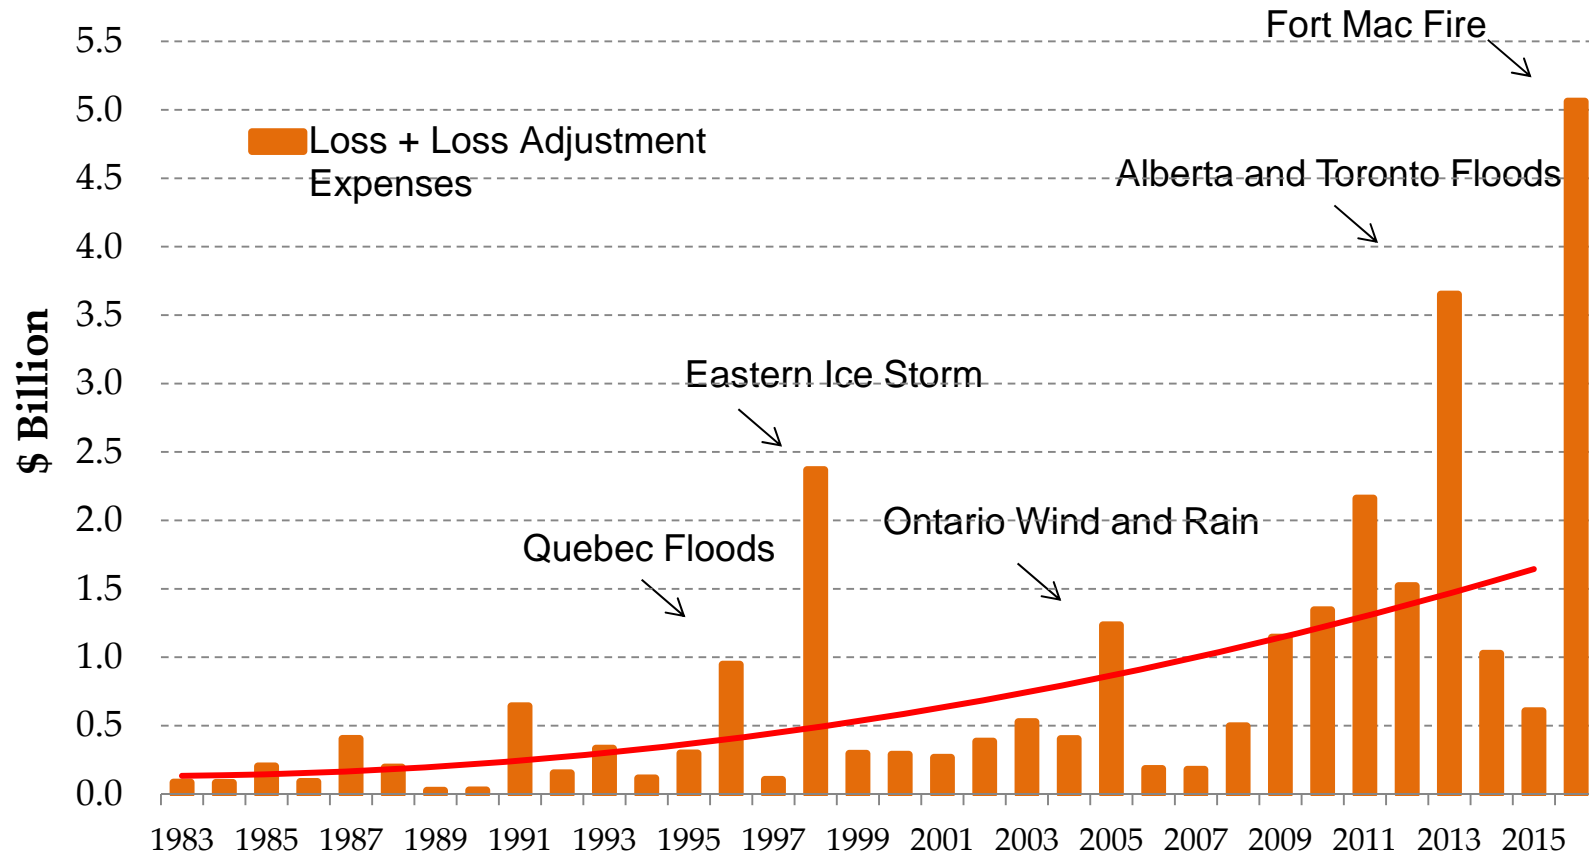 Fort Mac Fire
5.5
5.0
Loss + Loss Adjustment
Expenses
Alberta and Toronto Floods
4.5
4.0
3.5
Eastern Ice Storm
3.0
2.5
Ontario Wind and Rain
2.0
Quebec Floods
1.5
1.0
0.5
0.0
$ Billion
1983 1985 1987 1989 1991 1993 1995 1997 1999 2001 2003 2005 2007 2009 2011 2013 2015